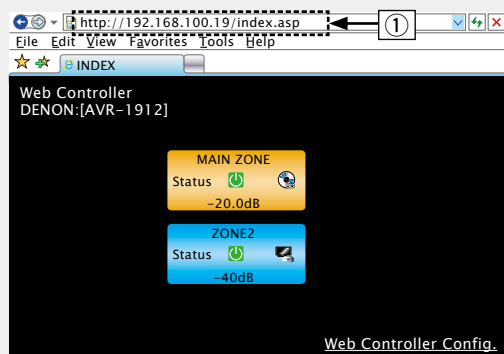 http://192.168.100.19/index.asp
①
File Edit View Favorites Tools Help
INDEX
Web Controller
DENON:[AVR-1912]
MAIN ZONE
Status
-20.0dB
ZONE2
Status
-40dB
Web Controller Config.